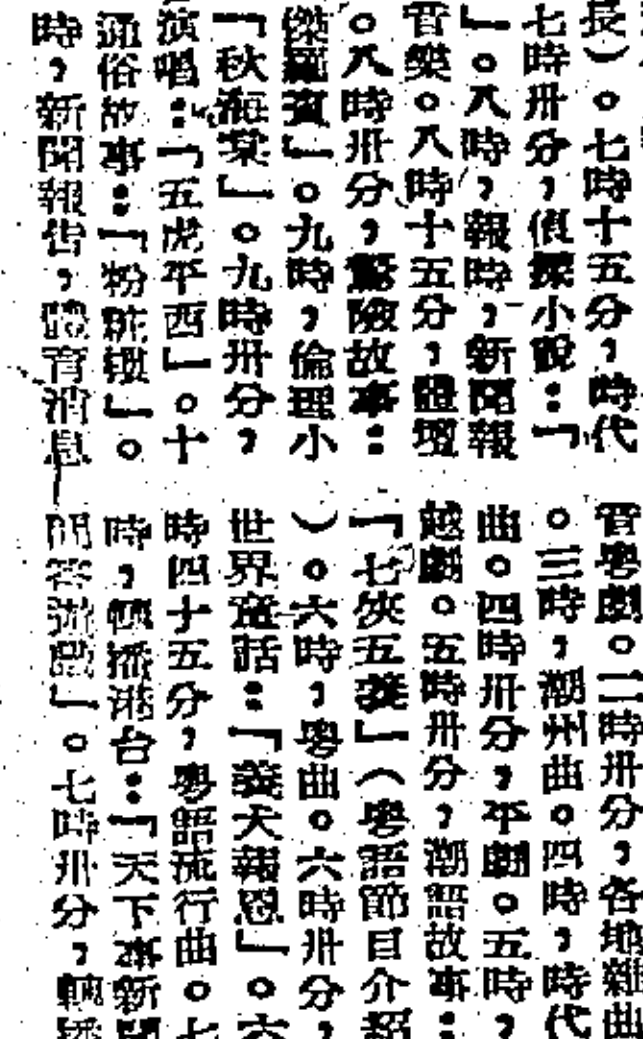 長）。七時十五分，時代
七時卅分，偵探小說：「
」。八時，報時，新聞報
音樂。八時十五分，體壇
。八時卅分，驚險故事：
傑羅賓」。九時，倫理小
「秋海棠」。九時卅分，
演唱：「五虎平西」。十
通俗故事：「粉粧樓」。
時，新聞報告，體育消息
音粵劇。二時卅分，各地雜曲
。三時，潮州曲。四時，時代
曲。四時卅分，平劇。五時，
越劇。五時卅分，潮語故事：
「七俠五義」（粵語節目介紹
）。六時，粵曲。六時卅分，
世界童話：「義犬報恩」。六
時四十五分，粵語流行曲。七
時，轉播港台：「天下事新聞
問答遊戲」。七時卅分，轉播